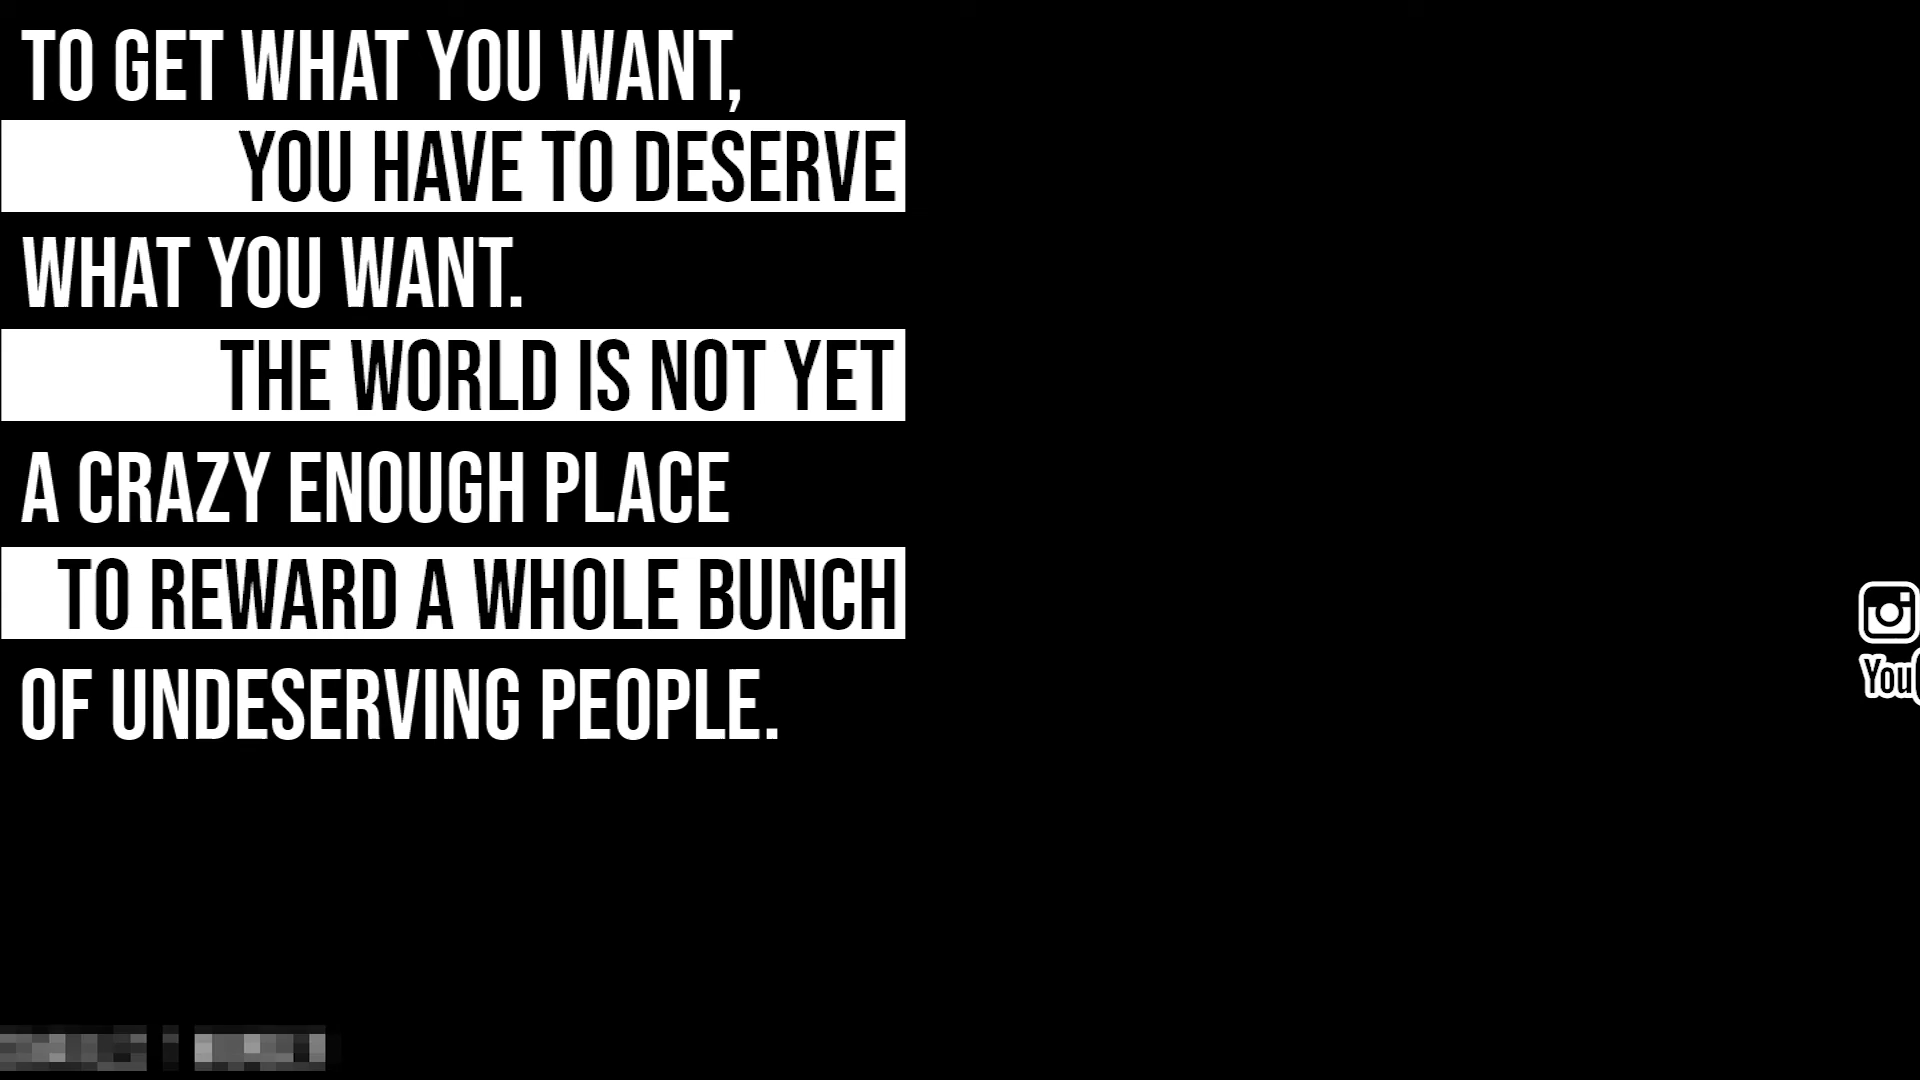 TO GET WHAT YOU WANT,
YOU HAVE TO DESERVE
WHAT YOU WANT.
THE WORLD IS NOT YET
A CRAZY ENOUGH PLACE
TO REWARD A WHOLE BUNCH
OF UNDESERVING PEOPLE.
You